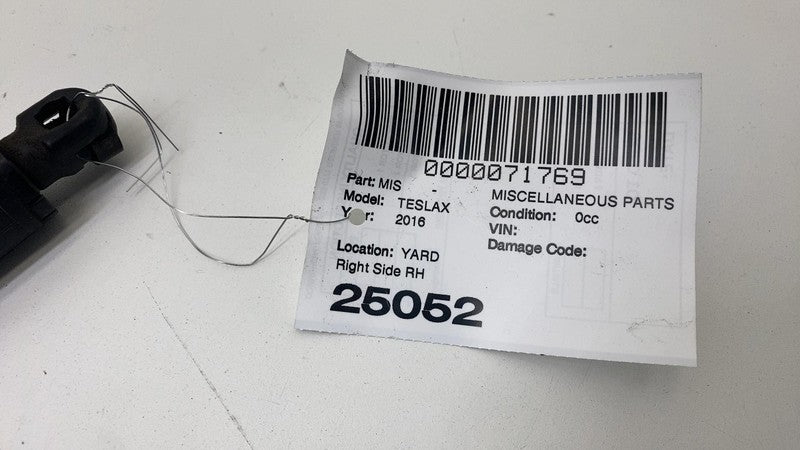 0000071769
Part: MIS - MISCELLANEOUS PARTS
Model: TESLAX Condition: 0cc
Year: 2016 VIN:
Damage Code:
Location: YARD
Right Side RH
25052